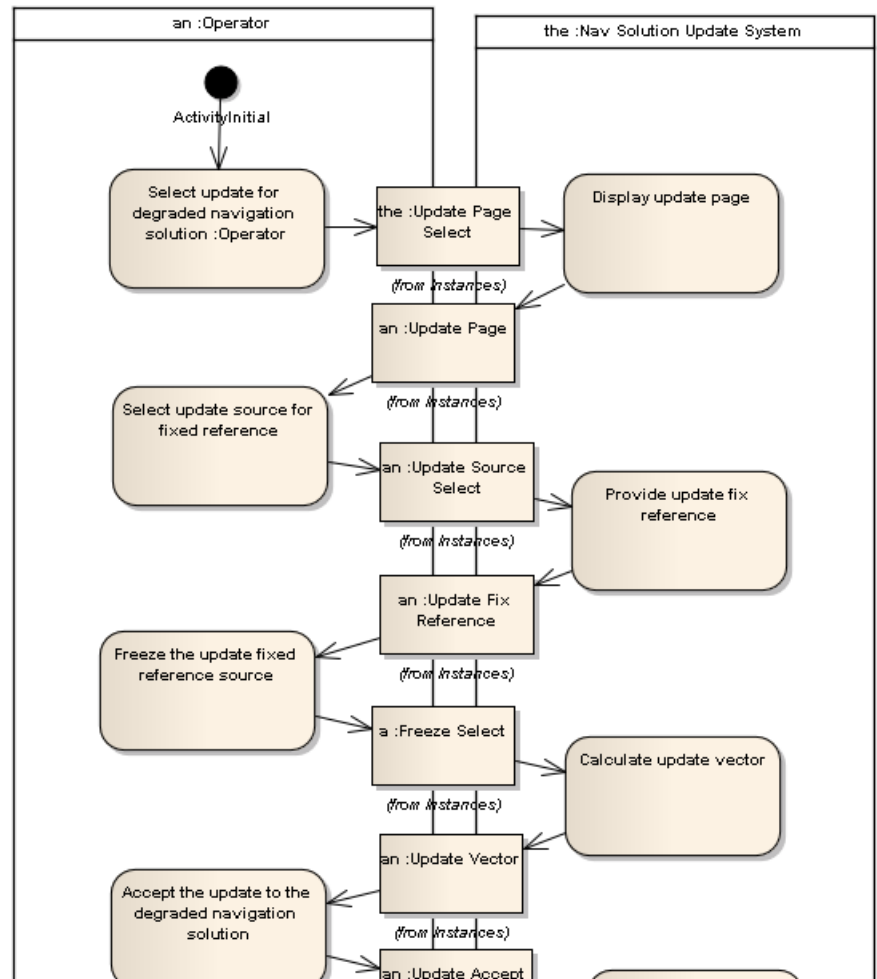 an :Operator
the :Nav Solution Update System
ActivityInitial
Select update for
degraded navigation
solution :Operator
the :Update Page
Select
Display update page
(from Instances)
an :Update Page
(from Instances)
Select update source for
fixed reference
an :Update Source
Select
Provide update fix
reference
(from Instances)
an :Update Fix
Reference
(from Instances)
Freeze the update fixed
reference source
a :Freeze Select
Calculate update vector
(from Instances)
an :Update Vector
Accept the update to the
degraded navigation
solution
(from Instances)
an :Update Accept